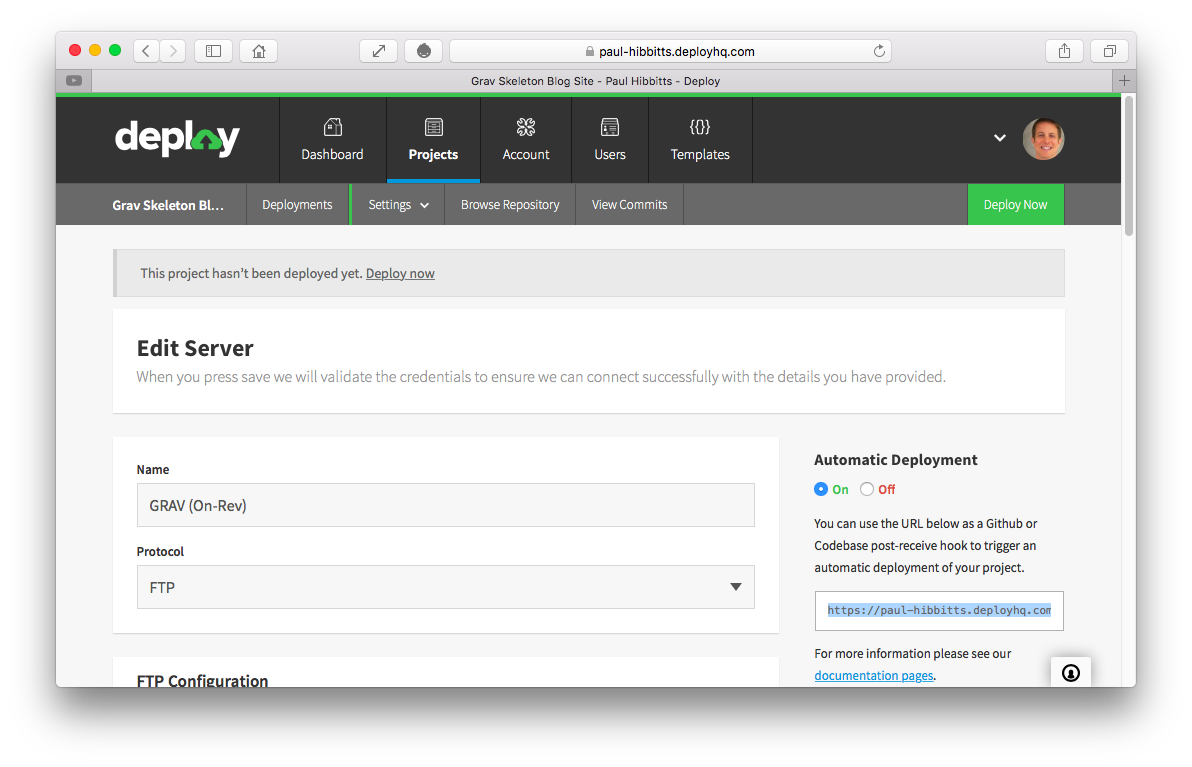 paul-hibbitts.deployhq.com
Grav Skeleton Blog Site - Paul Hibbitts - Deploy
deploy
Dashboard
Projects
Account
Users
{{}}
Templates
Grav Skeleton Bl...
Deployments
Settings
Browse Repository
View Commits
Deploy Now
This project hasn't been deployed yet. Deploy now
Edit Server
When you press save we will validate the credentials to ensure we can connect successfully with the details you have provided.
Name
GRAV (On-Rev)
Protocol
FTP
FTP Configuration
Automatic Deployment
On Off
You can use the URL below as a Github or
Codebase post-receive hook to trigger an
automatic deployment of your project.
https://paul-hibbitts.deployhq.com
For more information please see our
documentation pages.